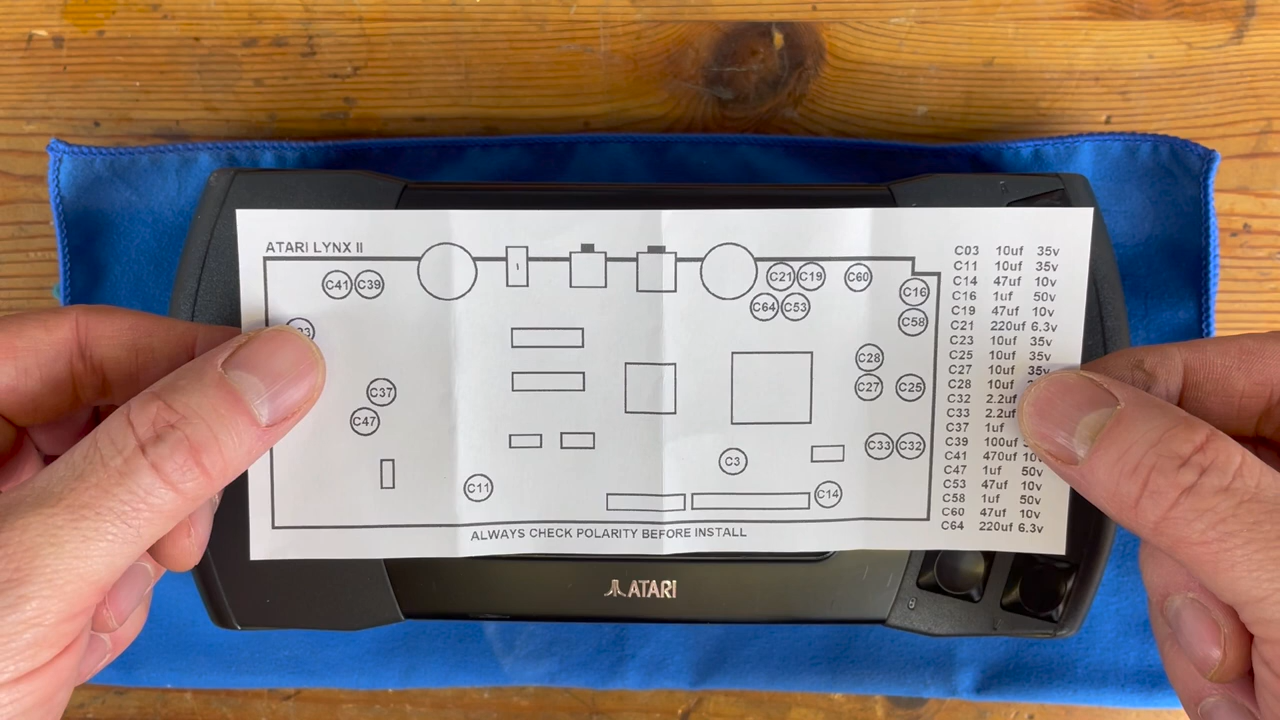 ATARI LYNX II
C41 C39
C21 C19 C60
C64 C53
C16
C58
C28
C27 C25
C37
C47
C33 C32
C3
C11
C14
ALWAYS CHECK POLARITY BEFORE INSTALL
C03 10uf 35v
C11 10uf 35v
C14 47uf 10v
C16 1uf 50v
C19 47uf 10v
C21 220uf 6.3v
C23 10uf 35v
C25 10uf 35v
C27 10uf 35v
C28 10uf
C32 2.2uf
C33 2.2uf
C37 1uf
C39 100uf
C41 470uf 10v
C47 1uf 50v
C53 47uf 10v
C58 1uf 50v
C60 47uf 10v
C64 220uf 6.3v
ATARI